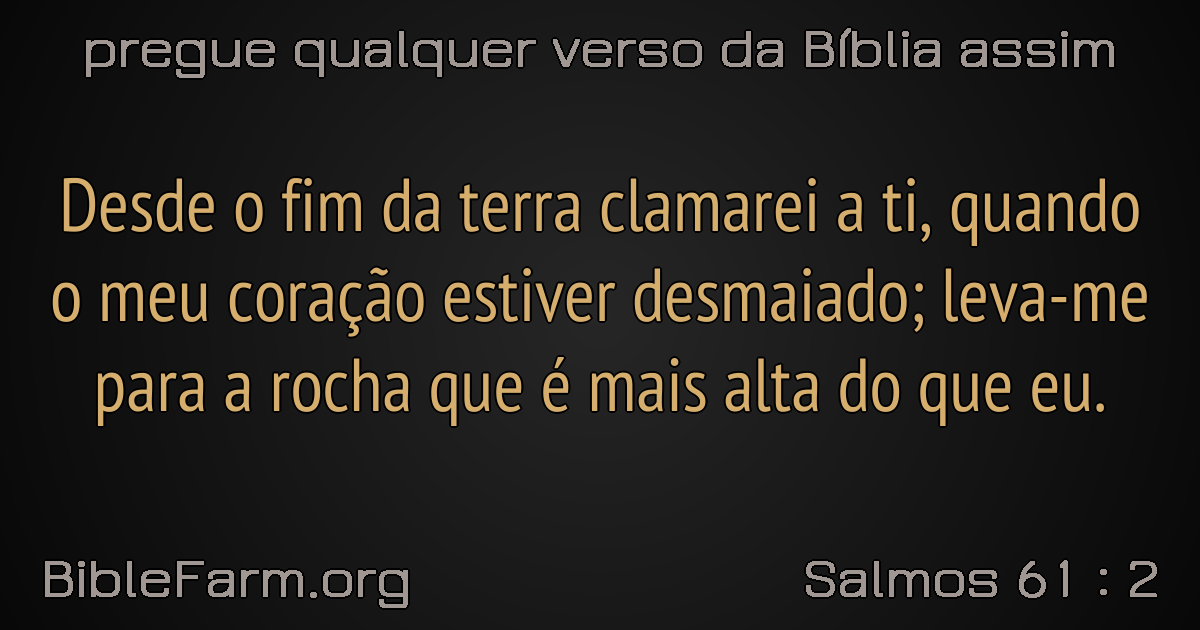 pregue qualquer verso da Bíblia assim
Desde o fim da terra clamarei a ti, quando
o meu coração estiver desmaiado; leva-me
para a rocha que é mais alta do que eu.
BibleFarm.org
Salmos 61 : 2